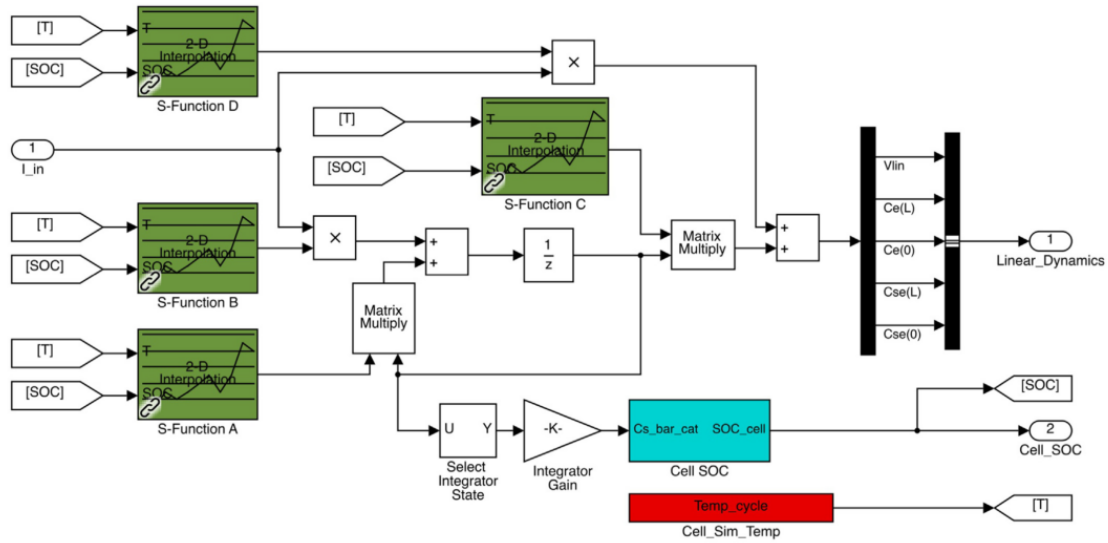 [T]
[SOC]
T
2-D
Interpolation
SOC
S-Function D
×
1
I_in
[T]
[SOC]
T
2-D
Interpolation
SOC
S-Function C
[T]
[SOC]
T
2-D
Interpolation
SOC
S-Function B
×
+
+
1
z
Matrix
Multiply
Matrix
Multiply
+
+
Vlin
Ce(L)
Ce(0)
Cse(L)
Cse(0)
1
Linear_Dynamics
[T]
[SOC]
T
2-D
Interpolation
SOC
S-Function A
U Y
Select
Integrator
State
-K-
Integrator
Gain
Cs_bar_cat SOC_cell
Cell SOC
[SOC]
2
Cell_SOC
Temp_cycle
Cell_Sim_Temp
[T]